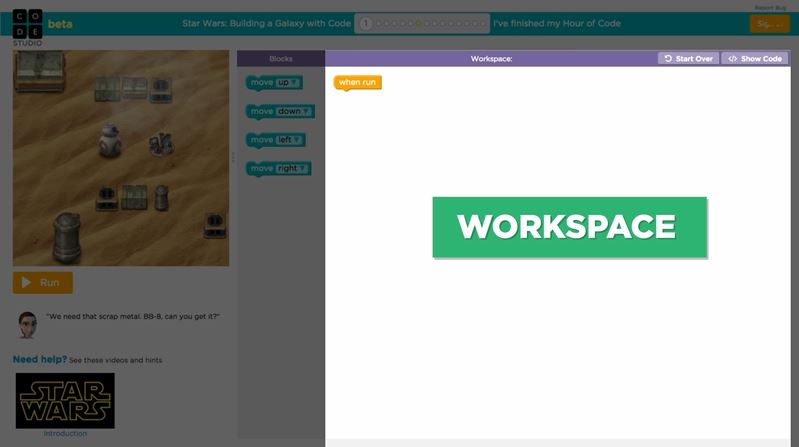 Report Bug
CODE STUDIO
beta
Star Wars: Building a Galaxy with Code
1
I've finished my Hour of Code
Blocks
Workspace:
Start Over
</> Show Code
move up
move down
move left
move right
when run
WORKSPACE
Run
"We need that scrap metal. BB-8, can you get it?"
Need help? See these videos and hints
STAR WARS
Introduction